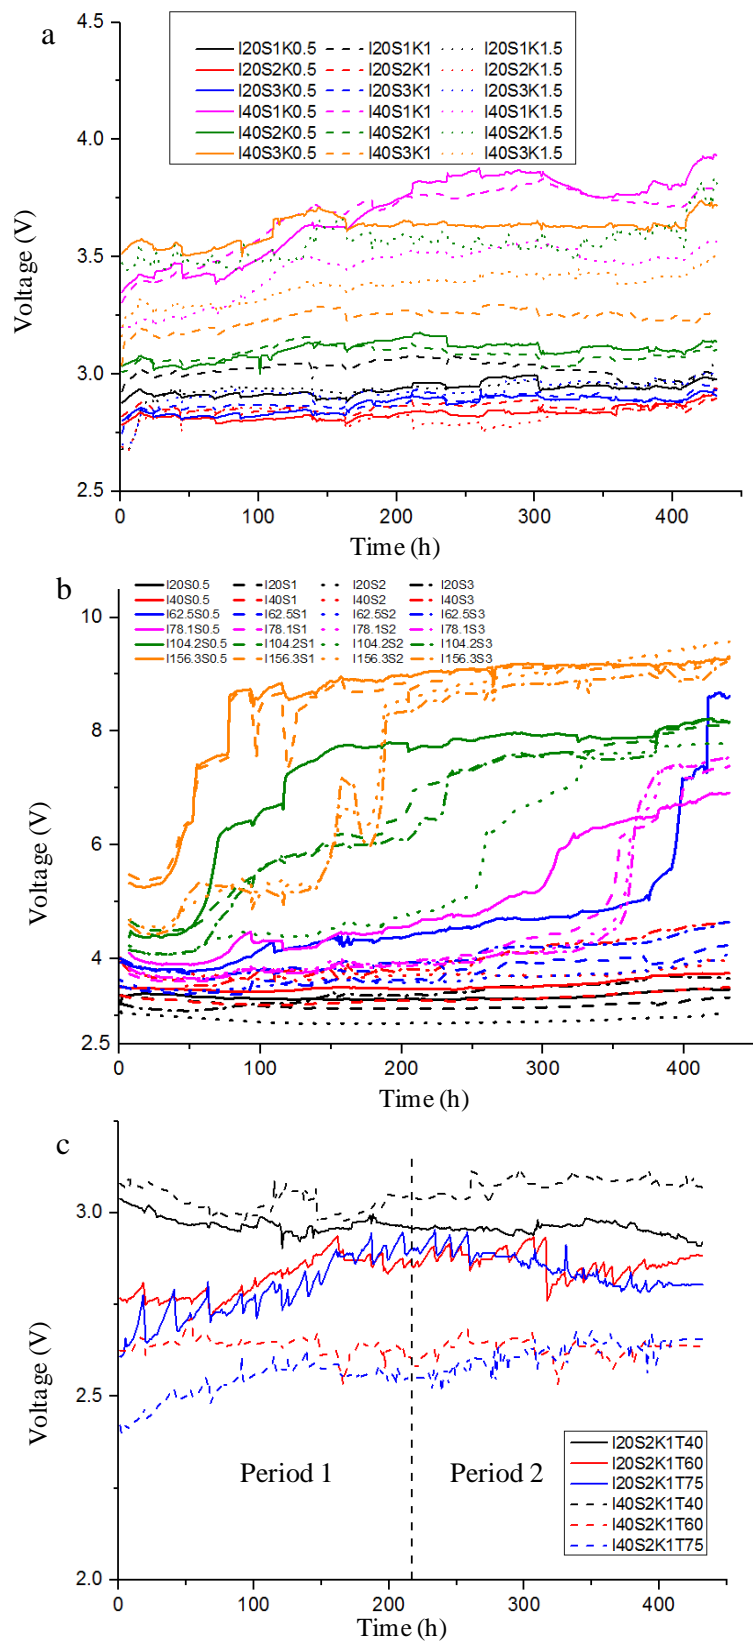 a
4.5
4.0
3.5
3.0
2.5
Voltage (V)
I20S1K0.5 I20S1K1 I20S1K1.5
I20S2K0.5 I20S2K1 I20S2K1.5
I20S3K0.5 I20S3K1 I20S3K1.5
I40S1K0.5 I40S1K1 I40S1K1.5
I40S2K0.5 I40S2K1 I40S2K1.5
I40S3K0.5 I40S3K1 I40S3K1.5
0 100 200 300 400
Time (h)
b
10
8
6
4
2.5
Voltage (V)
I20S0.5 I20S1 I20S2 I20S3
I40S0.5 I40S1 I40S2 I40S3
I62.5S0.5 I62.5S1 I62.5S2 I62.5S3
I78.1S0.5 I78.1S1 I78.1S2 I78.1S3
I104.2S0.5 I104.2S1 I104.2S2 I104.2S3
I156.3S0.5 I156.3S1 I156.3S2 I156.3S3
0 100 200 300 400
Time (h)
c
3.0
2.5
2.0
Voltage (V)
Period 1 Period 2
I20S2K1T40
I20S2K1T60
I20S2K1T75
I40S2K1T40
I40S2K1T60
I40S2K1T75
0 100 200 300 400
Time (h)